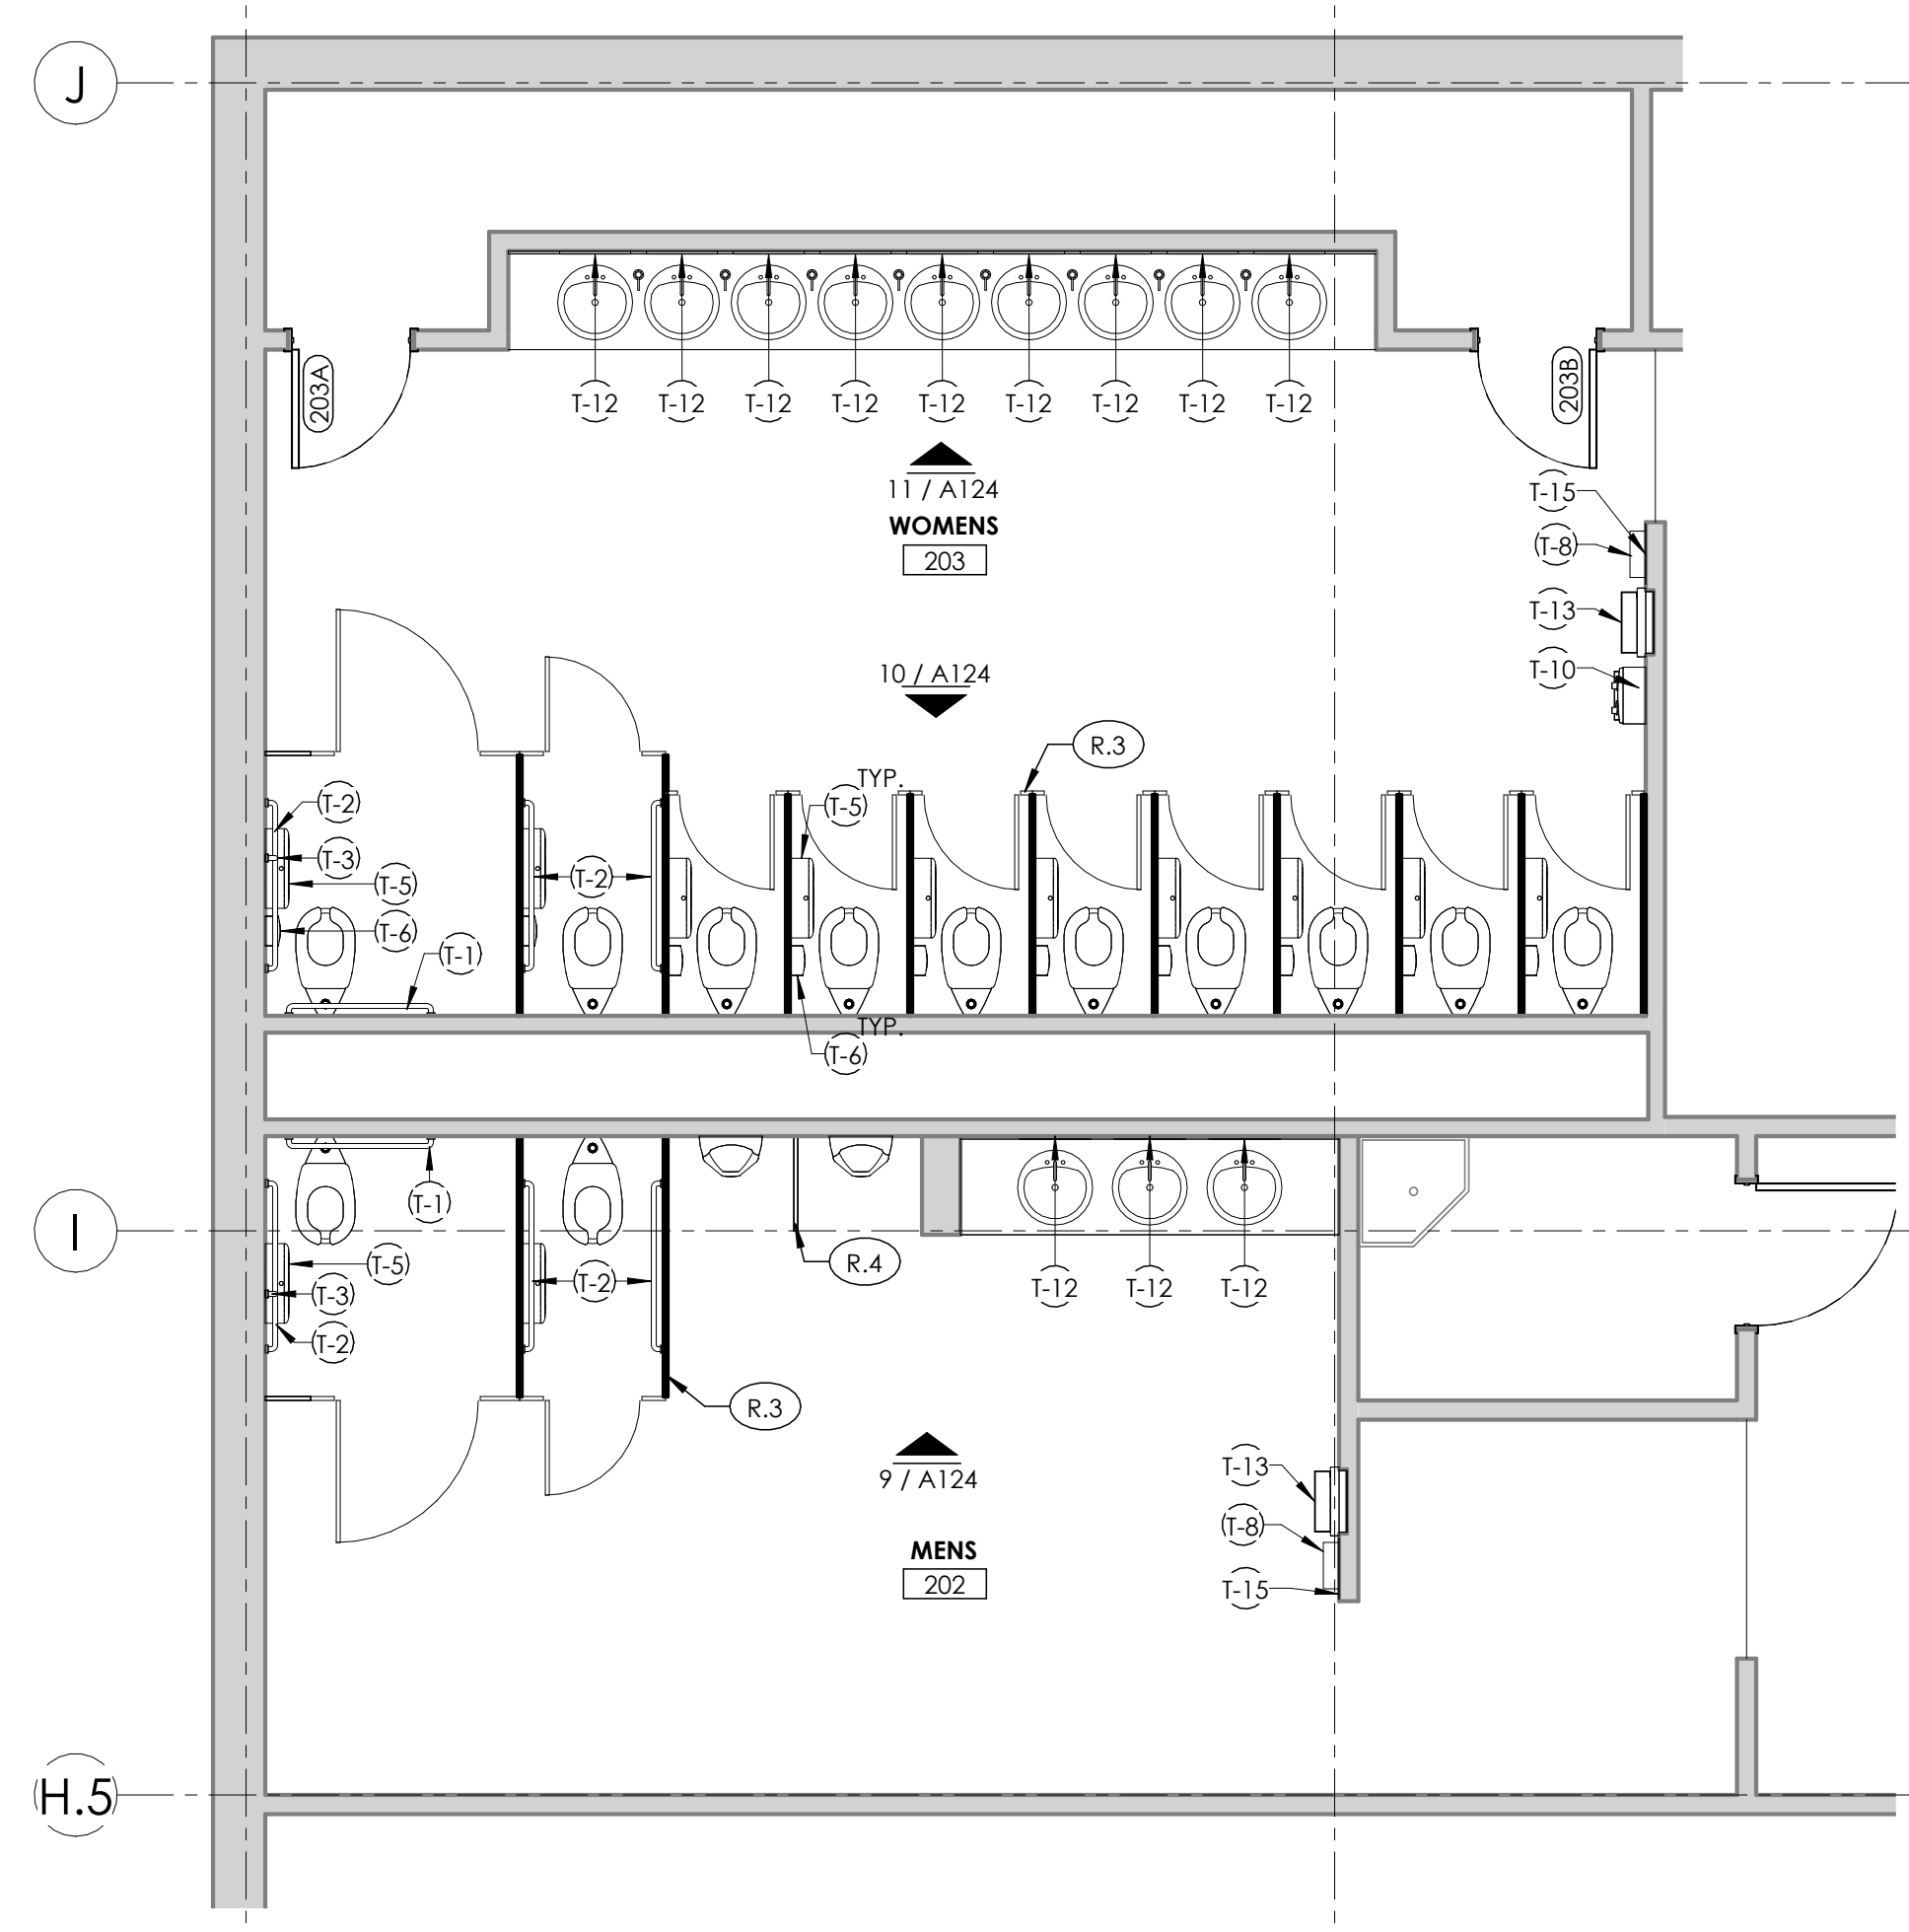 J
203A
203B
T-12 T-12 T-12 T-12 T-12 T-12 T-12 T-12 T-12
11 / A124
WOMENS
203
T-15
T-8
T-13
T-10
10 / A124
R.3
TYP.
T-5
T-2
T-3
T-5
T-6
T-1
T-2
TYP.
T-6
I
T-1
T-5
T-3
T-2
T-2
R.4
T-12 T-12 T-12
R.3
9 / A124
MENS
202
T-13
T-8
T-15
H.5